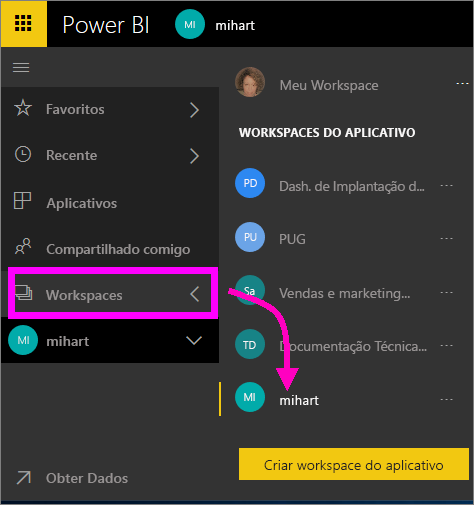 Power BI
MI
mihart
Favoritos
Recente
Aplicativos
Compartilhado comigo
Workspaces
MI
mihart
Obter Dados
Meu Workspace
WORKSPACES DO APLICATIVO
PD
Dash. de Implantação d...
PU
PUG
Sa
Vendas e marketing...
TD
Documentação Técnica...
MI
mihart
Criar workspace do aplicativo